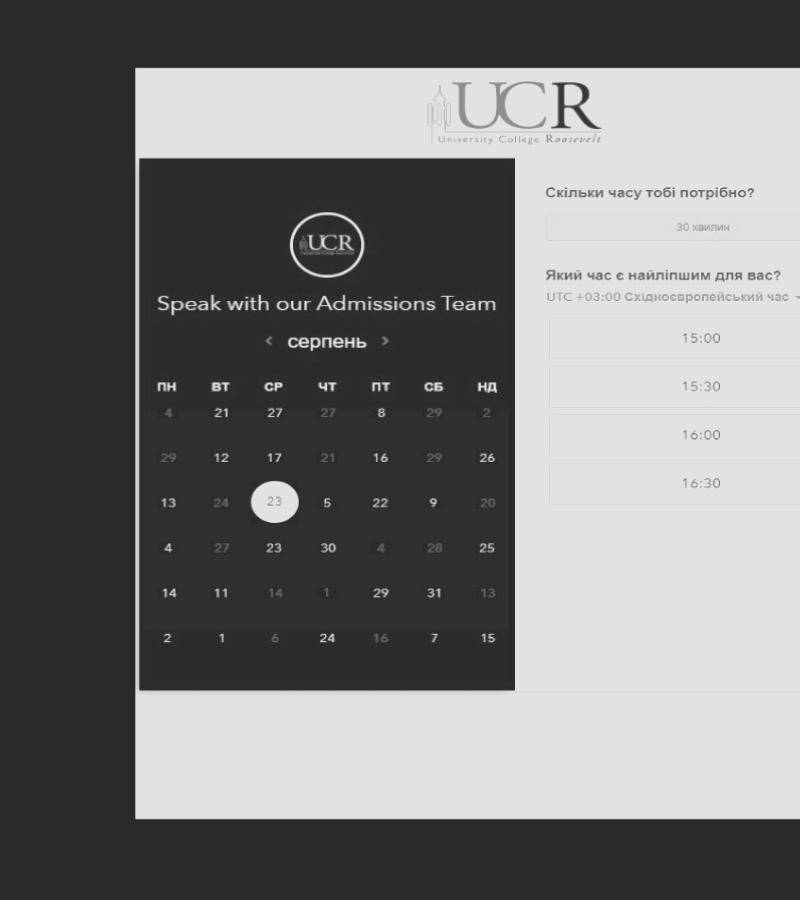 UCR
University College Roosevelt
UCR
Speak with our Admissions Team
< серпень >
ПН ВТ СР ЧТ ПТ СБ НД
4 21 27 27 8 29 2
29 12 17 21 16 29 26
13 24 23 5 22 9 20
4 27 23 30 4 28 25
14 11 14 1 29 31 13
2 1 6 24 16 7 15
Скільки часу тобі потрібно?
30 хвилин
Який час є найліпшим для вас?
UTC +03:00 Східноєвропейський час
15:00
15:30
16:00
16:30